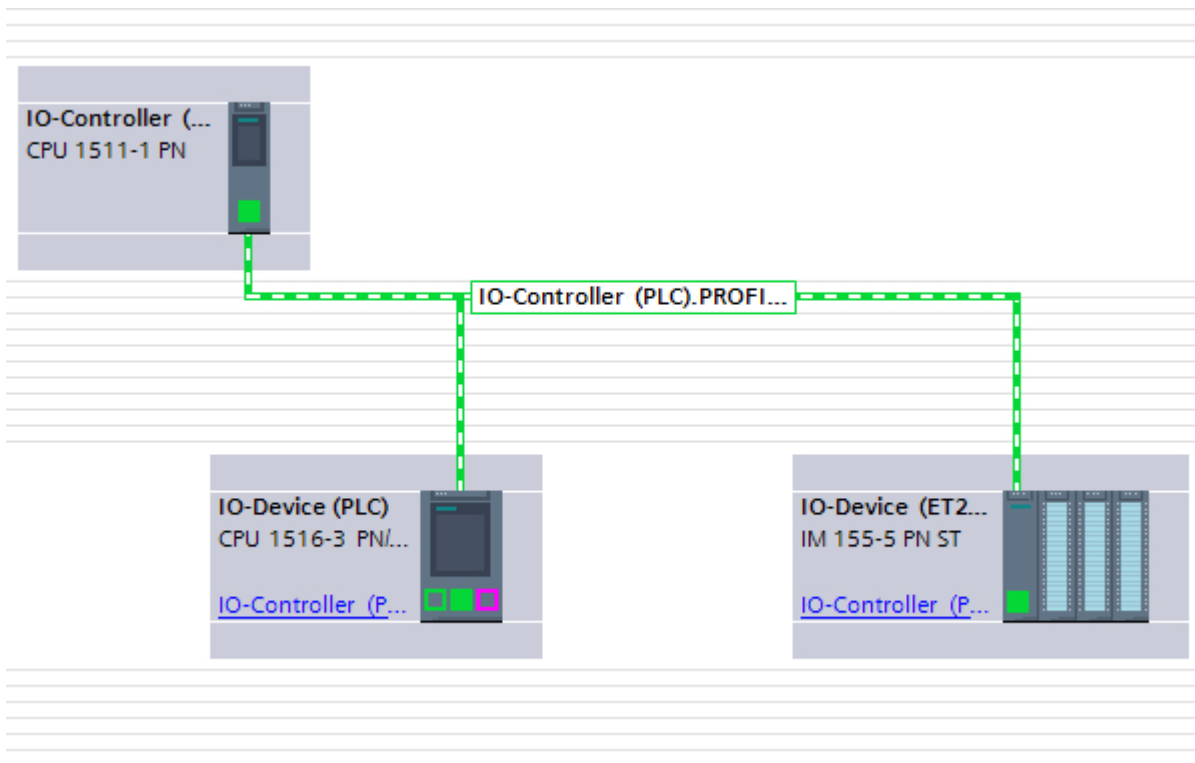 IO-Controller (...
CPU 1511-1 PN
IO-Controller (PLC).PROFI...
IO-Device (PLC)
CPU 1516-3 PN/...
IO-Controller (P...
IO-Device (ET2...
IM 155-5 PN ST
IO-Controller (P...